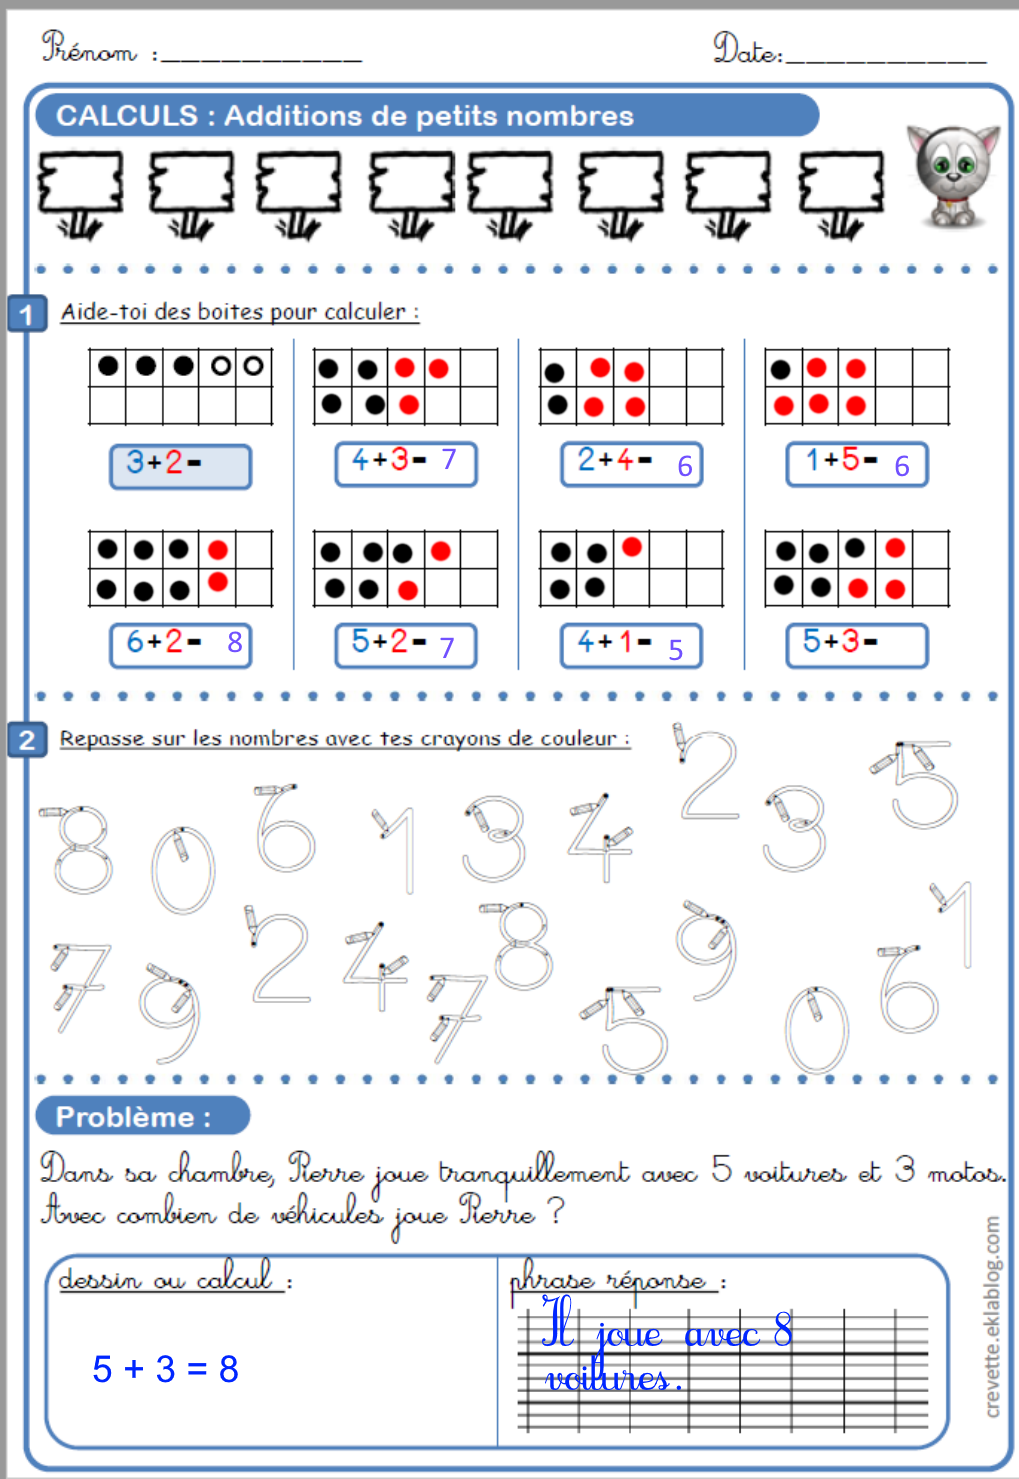 Prénom :__________ Date:__________
CALCULS : Additions de petits nombres
1 Aide-toi des boites pour calculer :
3+2=
4+3= 7
2+4= 6
1+5= 6
6+2= 8
5+2= 7
4+1= 5
5+3=
2 Repasse sur les nombres avec tes crayons de couleur :
8 0 6 1 3 4 2 3 5
7 9 2 4 7 8 5 9 0 6 1
Problème :
Dans sa chambre, Pierre joue tranquillement avec 5 voitures et 3 motos.
Avec combien de véhicules joue Pierre ?
dessin ou calcul :
5 + 3 = 8
phrase réponse :
Il joue avec 8
voitures.
crevette.eklablog.com